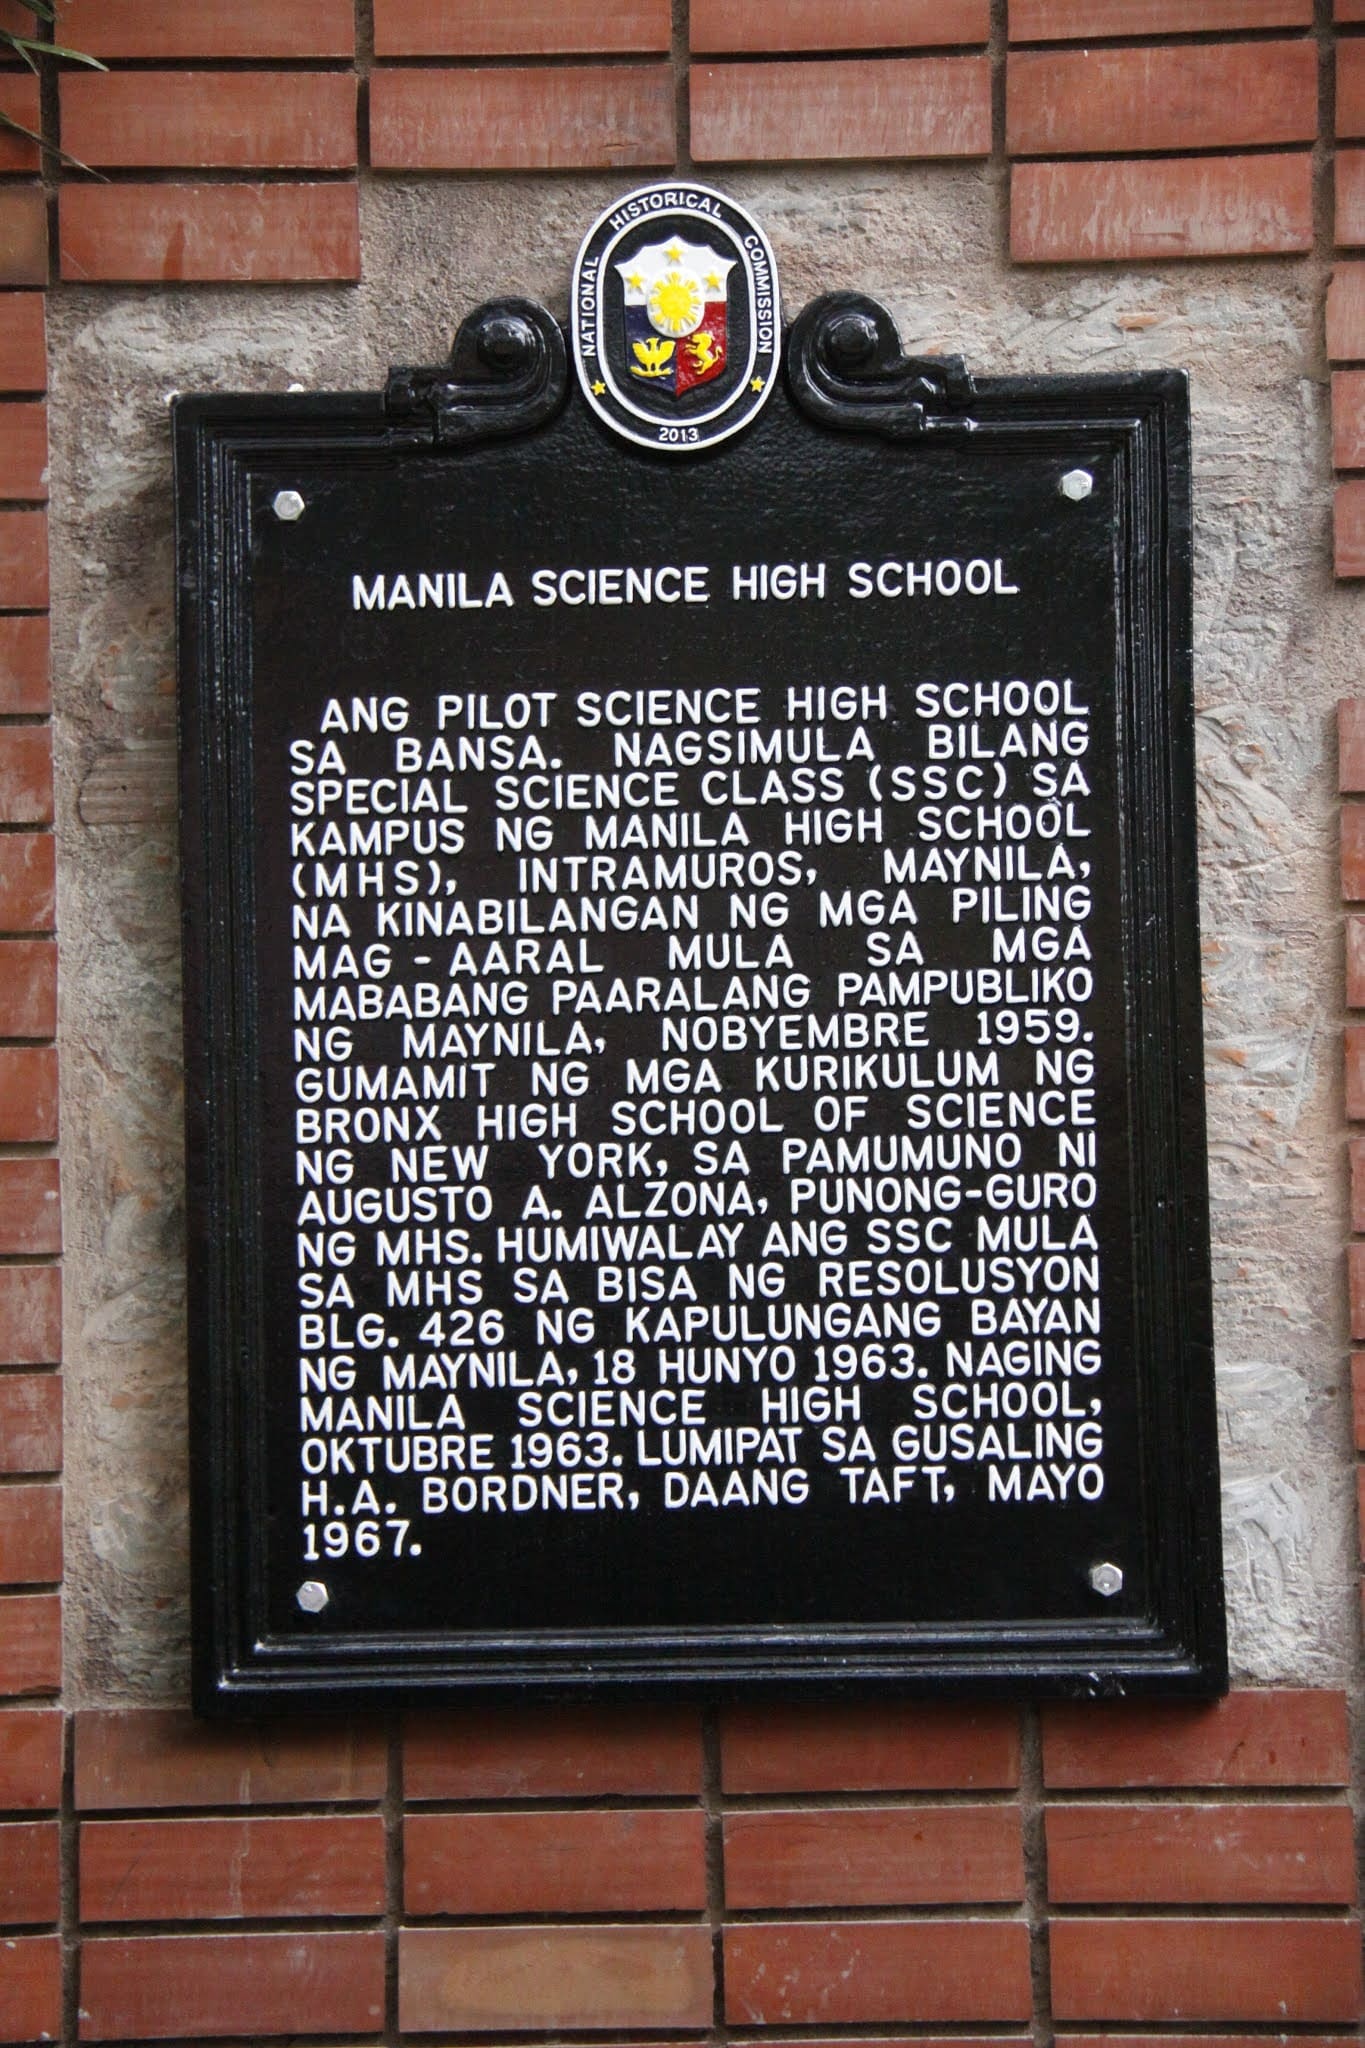 NATIONAL HISTORICAL COMMISSION
2013
MANILA SCIENCE HIGH SCHOOL
ANG PILOT SCIENCE HIGH SCHOOL
SA BANSA. NAGSIMULA BILANG
SPECIAL SCIENCE CLASS (SSC) SA
KAMPUS NG MANILA HIGH SCHOOL
(MHS), INTRAMUROS, MAYNILA,
NA KINABILANGAN NG MGA PILING
MAG-AARAL MULA SA MGA
MABABANG PAARALANG PAMPUBLIKO
NG MAYNILA, NOBYEMBRE 1959.
GUMAMIT NG MGA KURIKULUM NG
BRONX HIGH SCHOOL OF SCIENCE
NG NEW YORK, SA PAMUMUNO NI
AUGUSTO A. ALZONA, PUNONG-GURO
NG MHS. HUMIWALAY ANG SSC MULA
SA MHS SA BISA NG RESOLUSYON
BLG. 426 NG KAPULUNGANG BAYAN
NG MAYNILA, 18 HUNYO 1963. NAGING
MANILA SCIENCE HIGH SCHOOL,
OKTUBRE 1963. LUMIPAT SA GUSALING
H.A. BORDNER, DAANG TAFT, MAYO
1967.